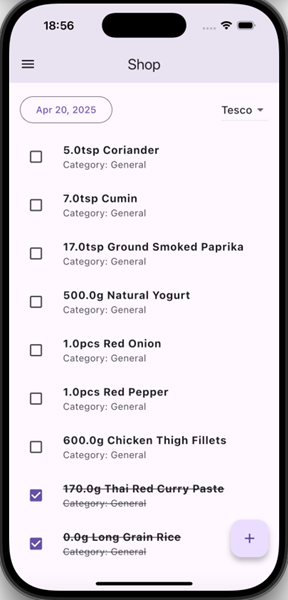 18:56
Shop
Apr 20, 2025
Tesco
5.0tsp Coriander
Category: General
7.0tsp Cumin
Category: General
17.0tsp Ground Smoked Paprika
Category: General
500.0g Natural Yogurt
Category: General
1.0pcs Red Onion
Category: General
1.0pcs Red Pepper
Category: General
600.0g Chicken Thigh Fillets
Category: General
170.0g Thai Red Curry Paste
Category: General
0.0g Long Grain Rice
Category: General
+